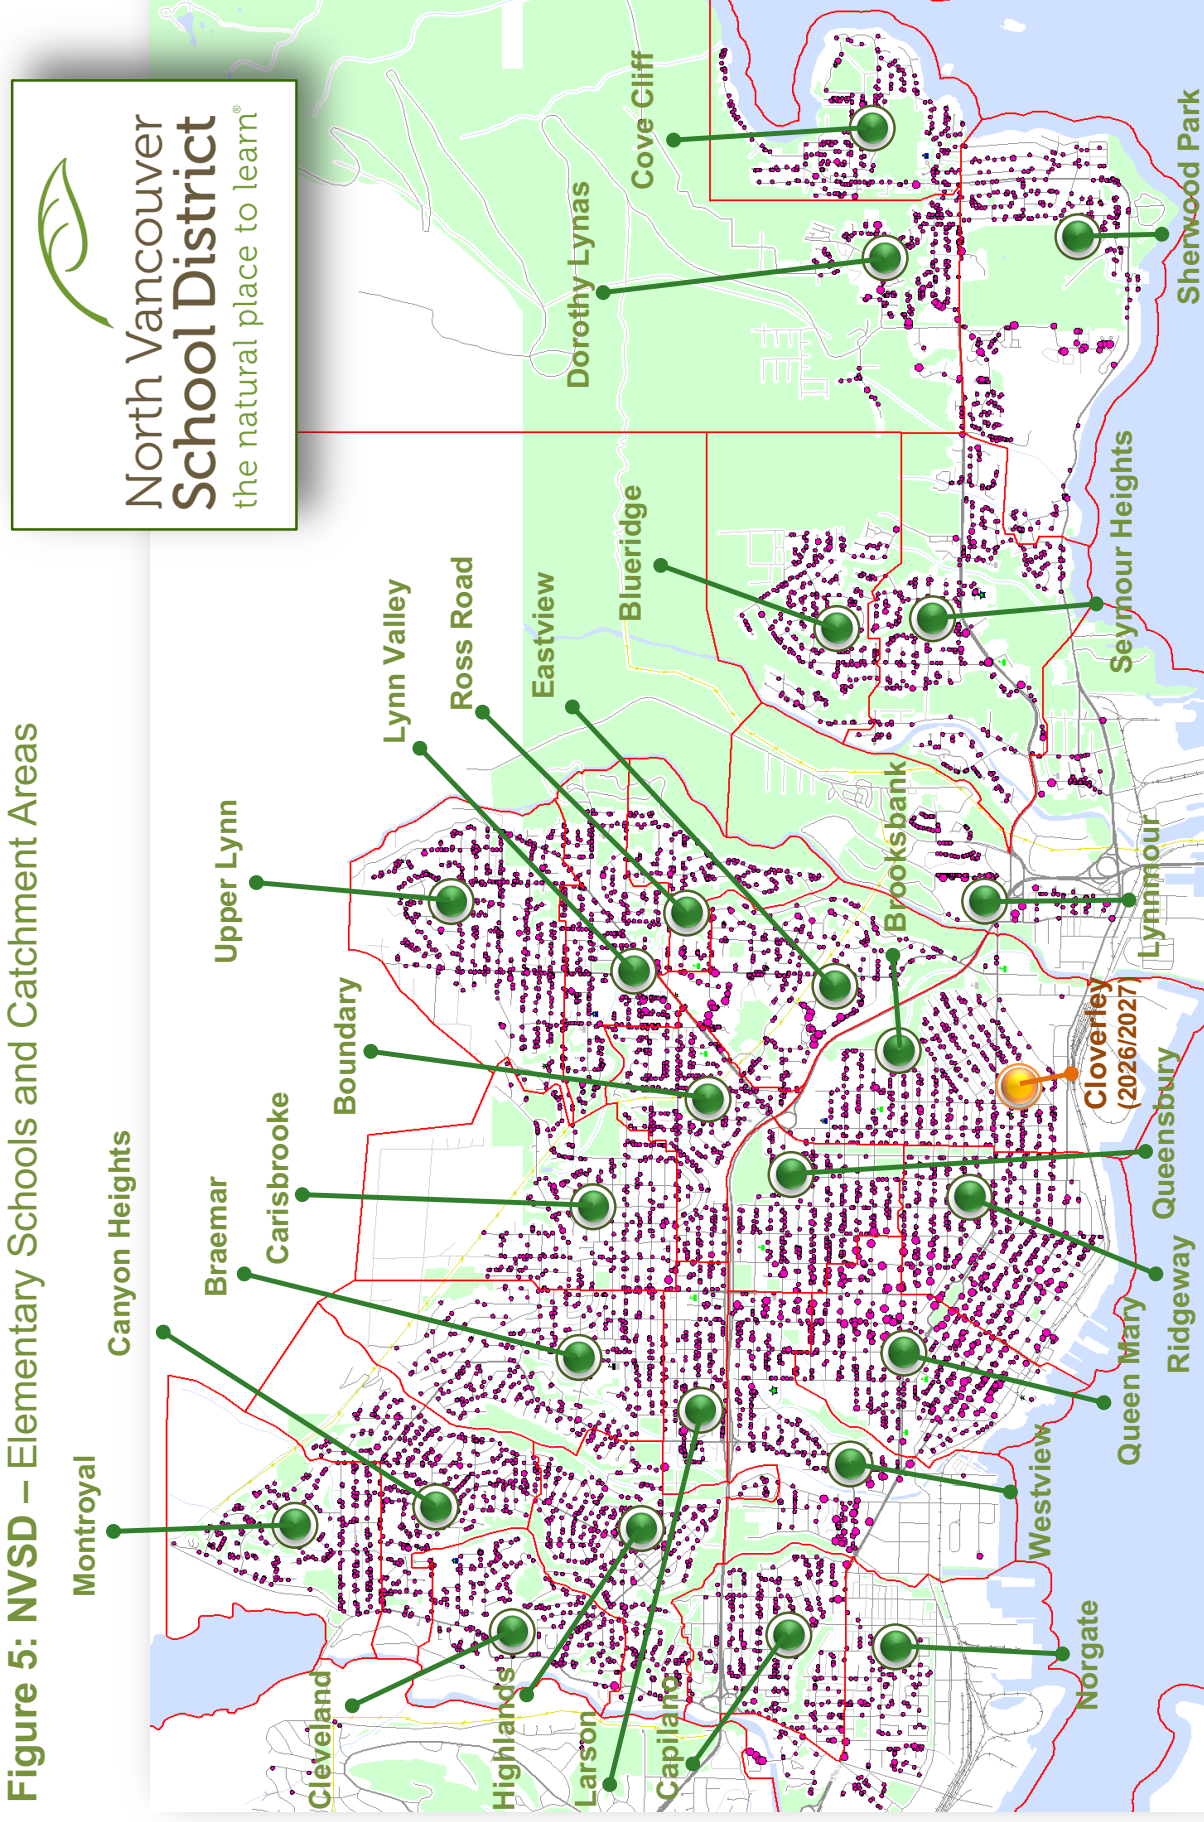 Figure 5: NVSD – Elementary Schools and Catchment Areas
North Vancouver
School District
the natural place to learn®
Montroyal
Canyon Heights
Braemar
Carisbrooke
Boundary
Upper Lynn
Lynn Valley
Ross Road
Eastview
Blueridge
Dorothy Lynas
Cove Cliff
Cleveland
Highlands
Larson
Capilano
Norgate
Westview
Queen Mary
Ridgeway
Queensbury
Cloverley
(2026/2027)
Brooksbank
Lynnmour
Seymour Heights
Sherwood Park